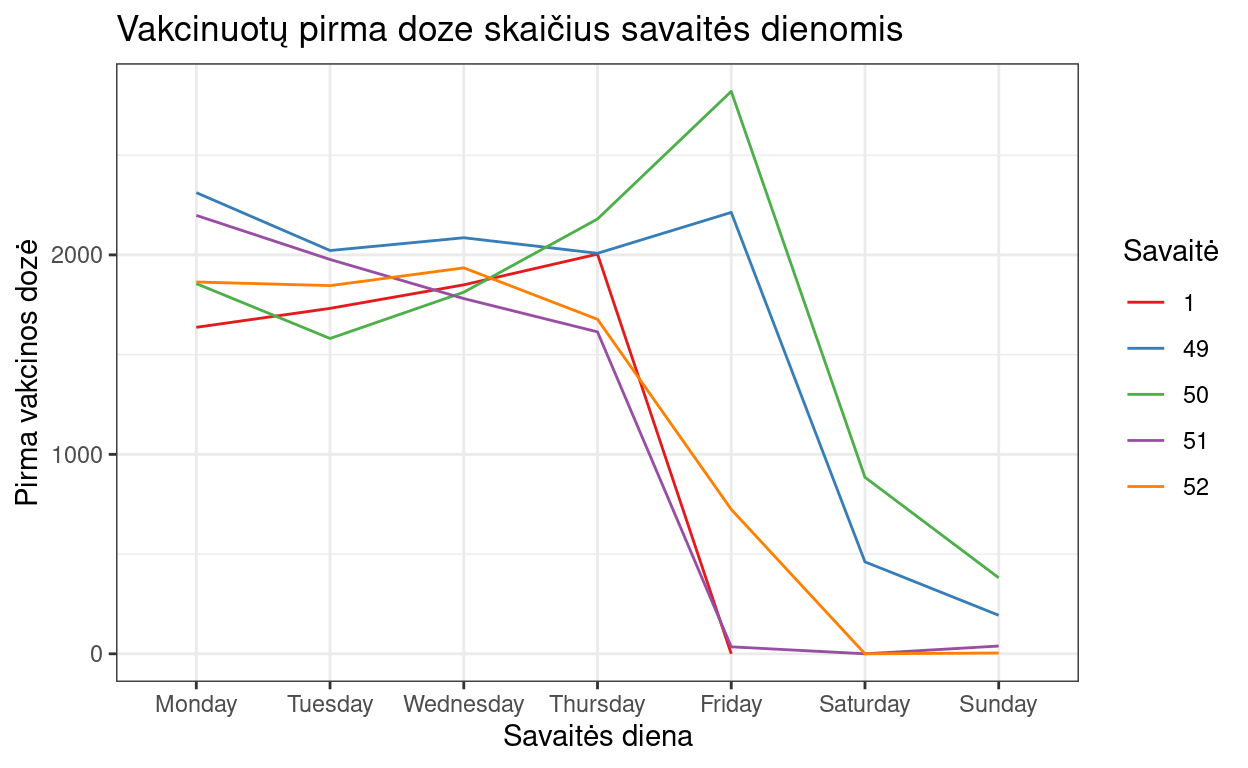 Vakcinuotų pirma doze skaičius savaitės dienomis
Pirma vakcinos dozė
2000
1000
0
Monday
Tuesday
Wednesday
Thursday
Friday
Saturday
Sunday
Savaitės diena
Savaitė
1
49
50
51
52